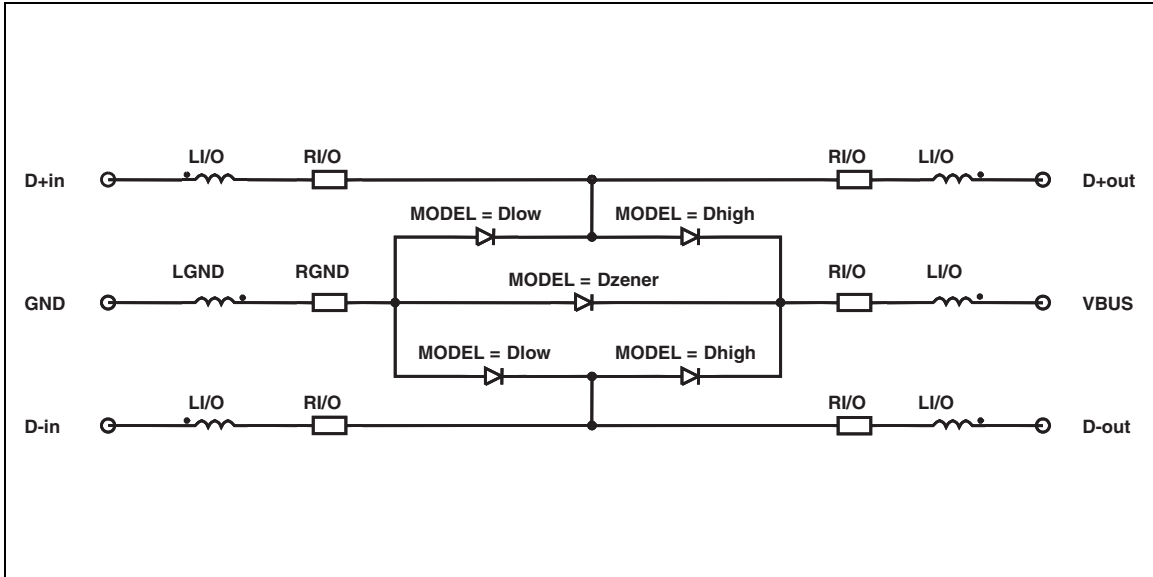 LI/O RI/O RI/O LI/O
D+in D+out
MODEL = Dlow MODEL = Dhigh
LGND RGND MODEL = Dzener RI/O LI/O
GND VBUS
MODEL = Dlow MODEL = Dhigh
LI/O RI/O RI/O LI/O
D-in D-out